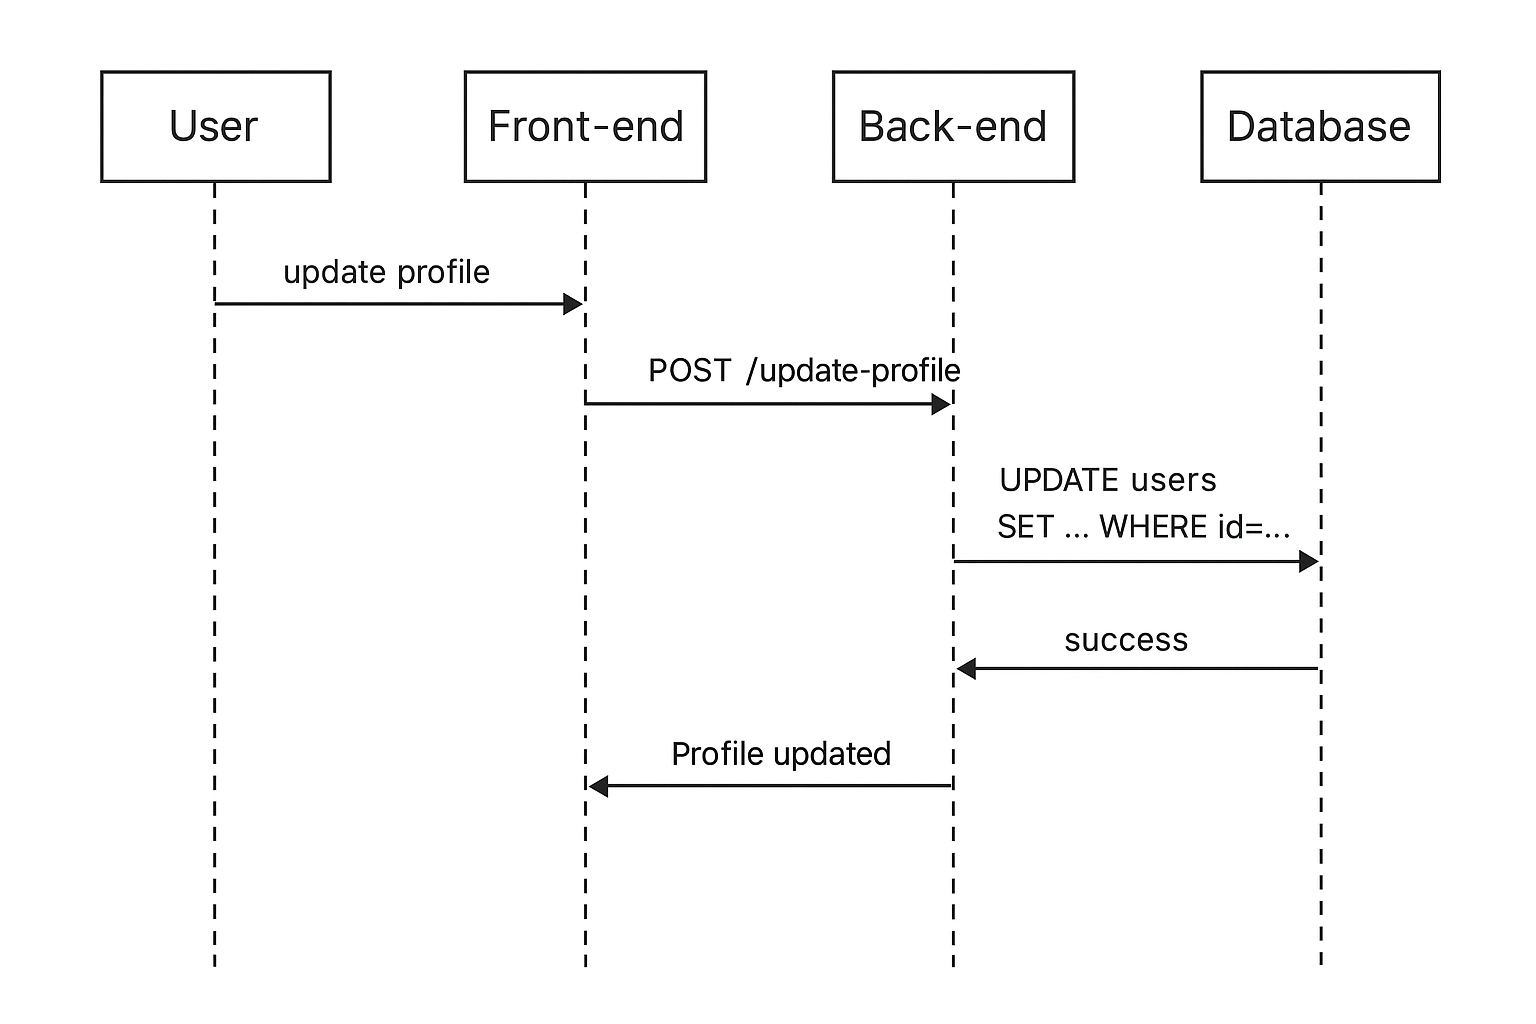 User
Front-end
Back-end
Database
update profile
POST /update-profile
UPDATE users
SET ... WHERE id=...
success
Profile updated